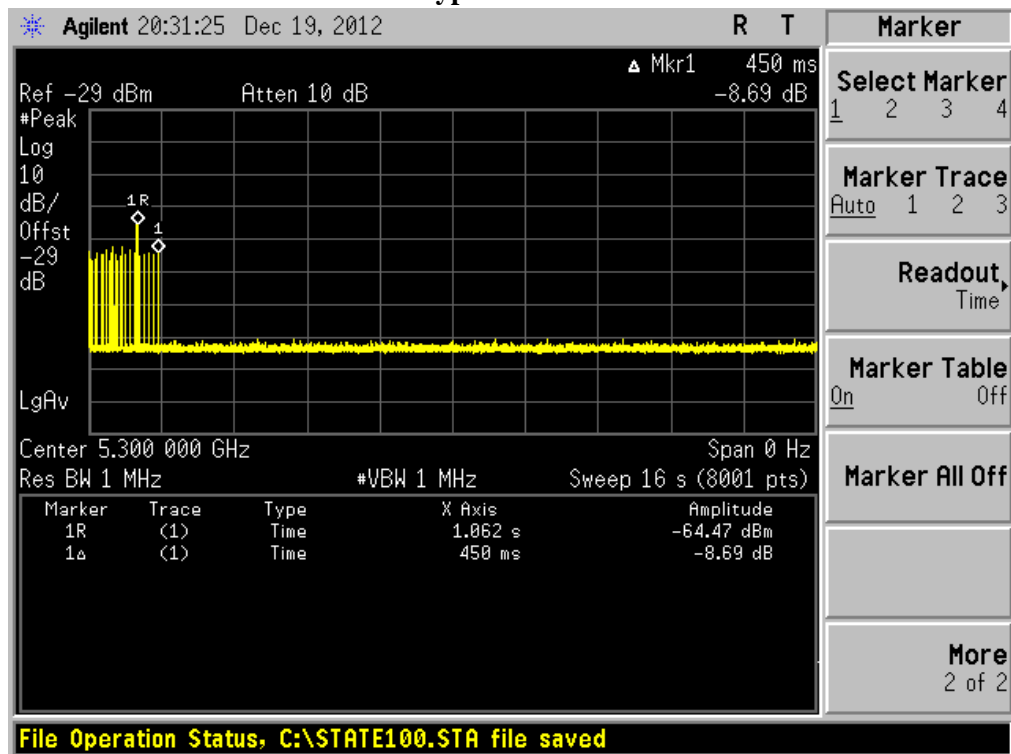 Agilent 20:31:25 Dec 19, 2012 R T
Marker
Δ Mkr1 450 ms
Ref -29 dBm Atten 10 dB -8.69 dB
#Peak
Log
10
dB/
Offst
-29
dB
LgAv
1R
1
Center 5.300 000 GHz Span 0 Hz
Res BW 1 MHz #VBW 1 MHz Sweep 16 s (8001 pts)
Marker Trace Type X Axis Amplitude
1R (1) Time 1.062 s -64.47 dBm
1Δ (1) Time 450 ms -8.69 dB
Select Marker
1 2 3 4
Marker Trace
Auto 1 2 3
Readout
Time
Marker Table
On Off
Marker All Off
More
2 of 2
File Operation Status, C:\STATE100.STA file saved